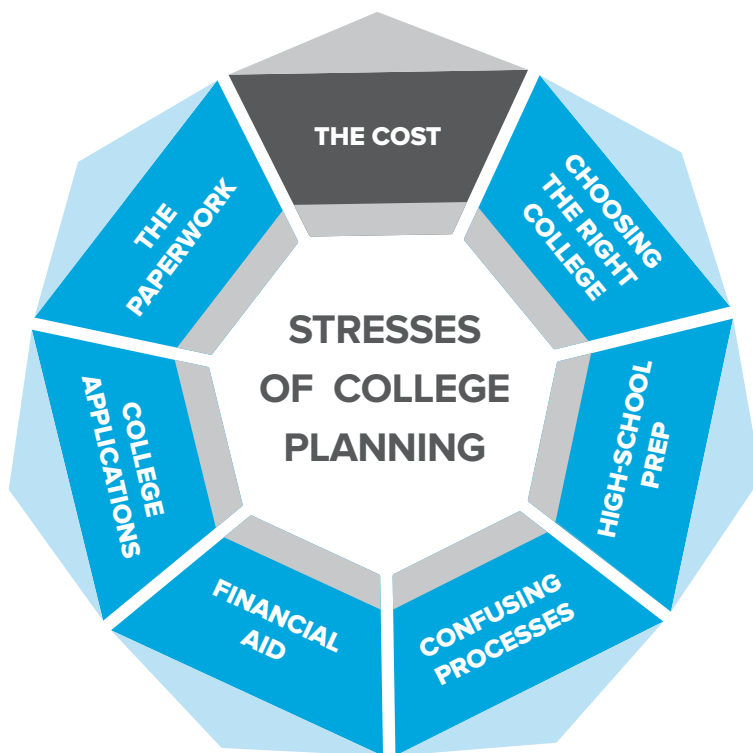 THE COST
CHOOSING
THE RIGHT
COLLEGE
HIGH-SCHOOL
PREP
CONFUSING
PROCESSES
FINANCIAL
AID
COLLEGE
APPLICATIONS
THE
PAPERWORK
STRESSES
OF COLLEGE
PLANNING